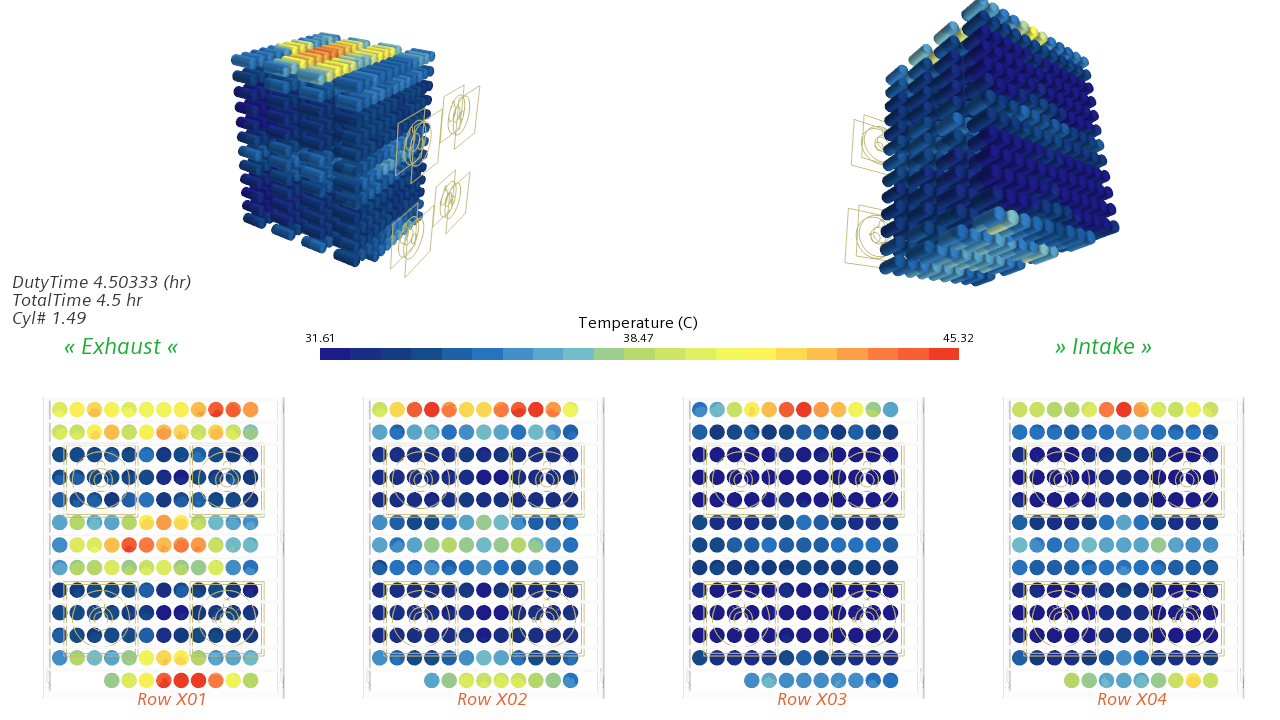 DutyTime 4.50333 (hr)
TotalTime 4.5 hr
Cyl# 1.49
Temperature (C)
31.61 38.47 45.32
« Exhaust « » Intake »
Row X01 Row X02 Row X03 Row X04